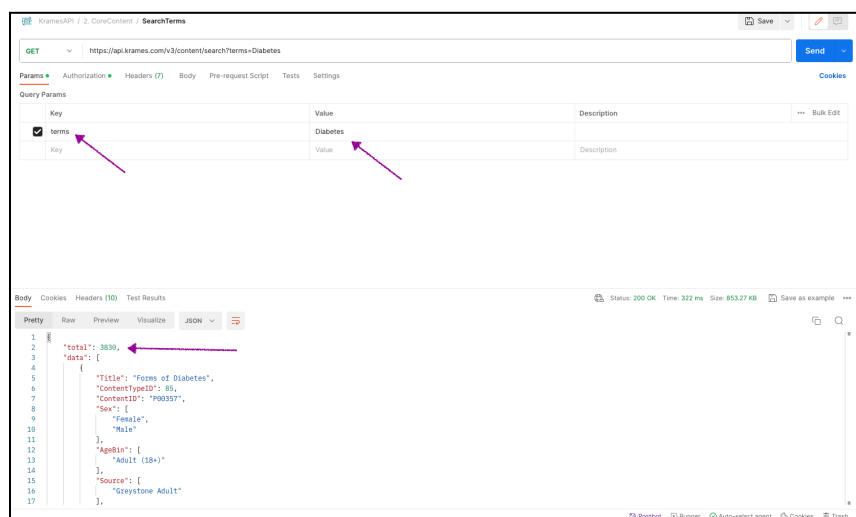 KramesAPI / 2. CoreContent / SearchTerms
Save
GET https://api.krames.com/v3/content/search?terms=Diabetes Send
Params Authorization Headers (7) Body Pre-request Script Tests Settings Cookies
Query Params
Key Value Description ••• Bulk Edit
terms Diabetes
Key Value Description
Body Cookies Headers (10) Test Results Status: 200 OK Time: 322 ms Size: 853.27 KB Save as example •••
Pretty Raw Preview Visualize JSON
1 {
2 "total": 3830,
3 "data": [
4 {
5 "Title": "Forms of Diabetes",
6 "ContentTypeID": 85,
7 "ContentID": "P00357",
8 "Sex": [
9 "Female",
10 "Male"
11 ],
12 "AgeBin": [
13 "Adult (18+)"
14 ],
15 "Source": [
16 "Greystone Adult"
17 ],
Postbot Runner Auto-select agent Cookies Trash